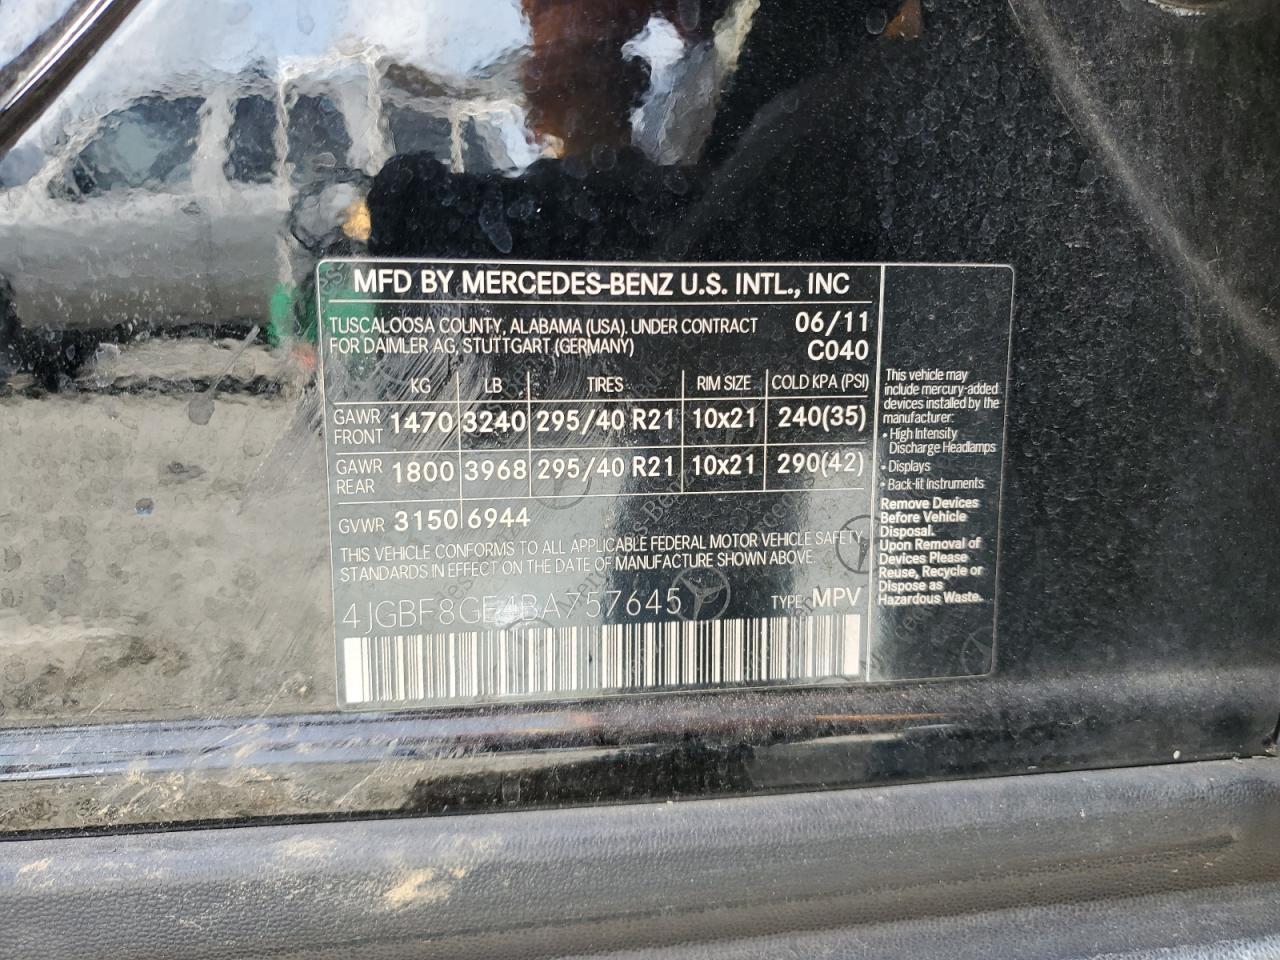 MFD BY MERCEDES-BENZ U.S. INTL., INC
TUSCALOOSA COUNTY, ALABAMA (USA), UNDER CONTRACT
FOR DAIMLER AG, STUTTGART (GERMANY)
06/11
C040
KG LB TIRES RIM SIZE COLD KPA (PSI)
GAWR FRONT 1470 3240 295/40 R21 10x21 240(35)
GAWR REAR 1800 3968 295/40 R21 10x21 290(42)
GVWR 3150 6944
THIS VEHICLE CONFORMS TO ALL APPLICABLE FEDERAL MOTOR VEHICLE SAFETY
STANDARDS IN EFFECT ON THE DATE OF MANUFACTURE SHOWN ABOVE.
4JGBF8GE4BA757645 TYPE: MPV
This vehicle may
include mercury-added
devices installed by the
manufacturer:
• High Intensity
Discharge Headlamps
• Displays
• Back-lit Instruments
Remove Devices
Before Vehicle
Disposal.
Upon Removal of
Devices Please
Reuse, Recycle or
Dispose as
Hazardous Waste.